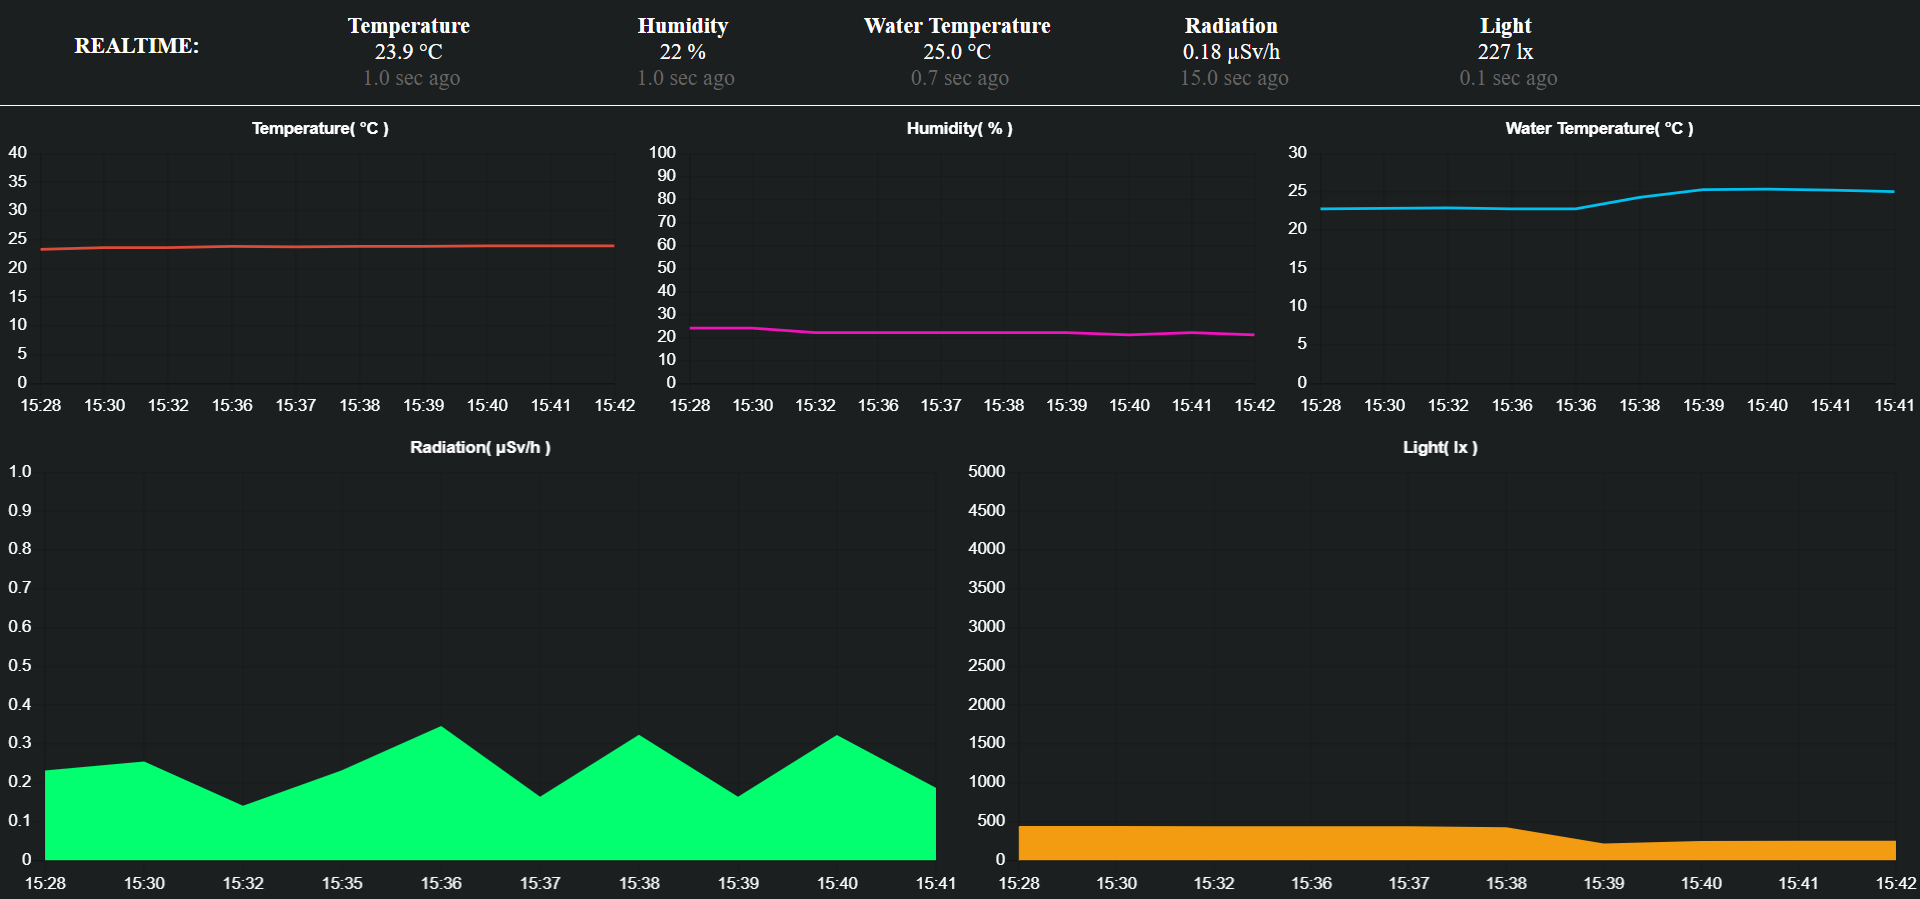 REALTIME:
Temperature
23.9 °C
1.0 sec ago
Humidity
22 %
1.0 sec ago
Water Temperature
25.0 °C
0.7 sec ago
Radiation
0.18 µSv/h
15.0 sec ago
Light
227 lx
0.1 sec ago
Temperature( °C )
40
35
30
25
20
15
10
5
0
15:28 15:30 15:32 15:36 15:37 15:38 15:39 15:40 15:41 15:42
Humidity( % )
100
90
80
70
60
50
40
30
20
10
0
15:28 15:30 15:32 15:36 15:37 15:38 15:39 15:40 15:41 15:42
Water Temperature( °C )
30
25
20
15
10
5
0
15:28 15:30 15:32 15:36 15:36 15:38 15:39 15:40 15:41 15:41
Radiation( µSv/h )
1.0
0.9
0.8
0.7
0.6
0.5
0.4
0.3
0.2
0.1
0
15:28 15:30 15:32 15:35 15:36 15:37 15:38 15:39 15:40 15:41
Light( lx )
5000
4500
4000
3500
3000
2500
2000
1500
1000
500
0
15:28 15:30 15:32 15:36 15:37 15:38 15:39 15:40 15:41 15:42